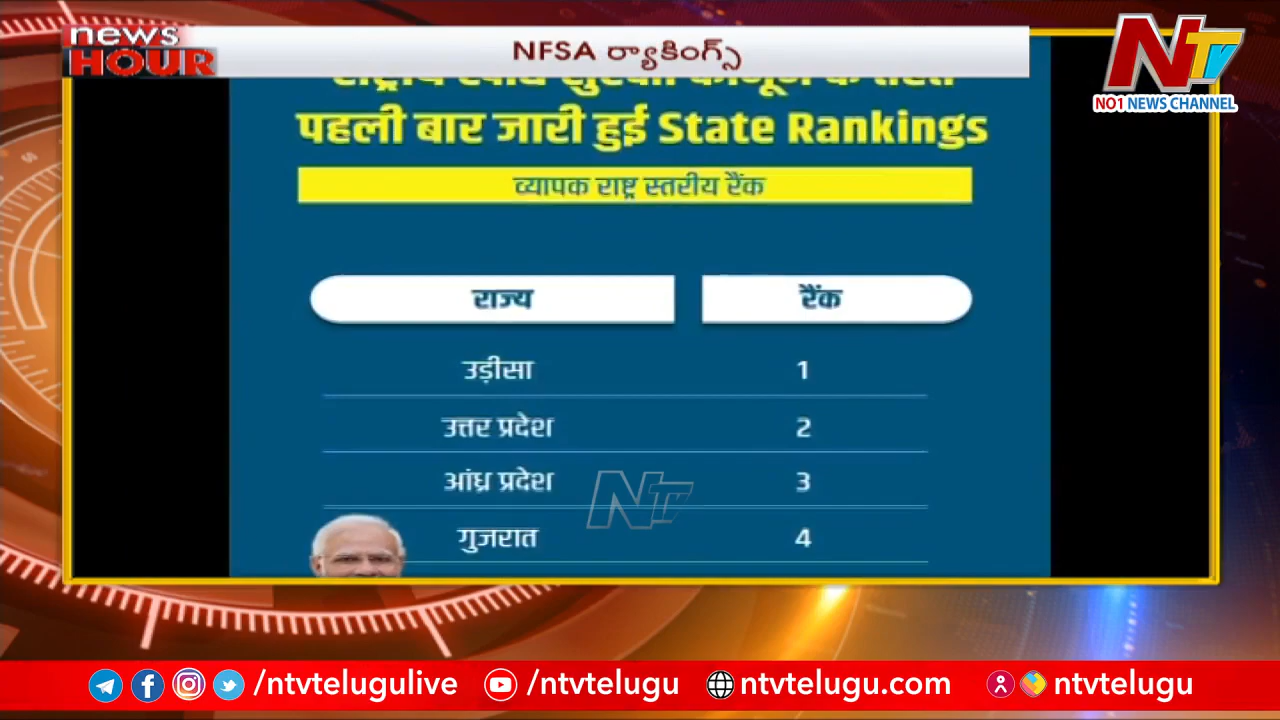 news
HOUR
NFSA ర్యాకింగ్స్
NTV
NO1 NEWS CHANNEL
पहली बार जारी हुई State Rankings
व्यापक राष्ट्र स्तरीय रैंक
राज्य रैंक
उड़ीसा 1
उत्तर प्रदेश 2
आंध्र प्रदेश 3
NTV
गुजरात 4
/ntvtelugulive /ntvtelugu ntvtelugu.com ntvtelugu